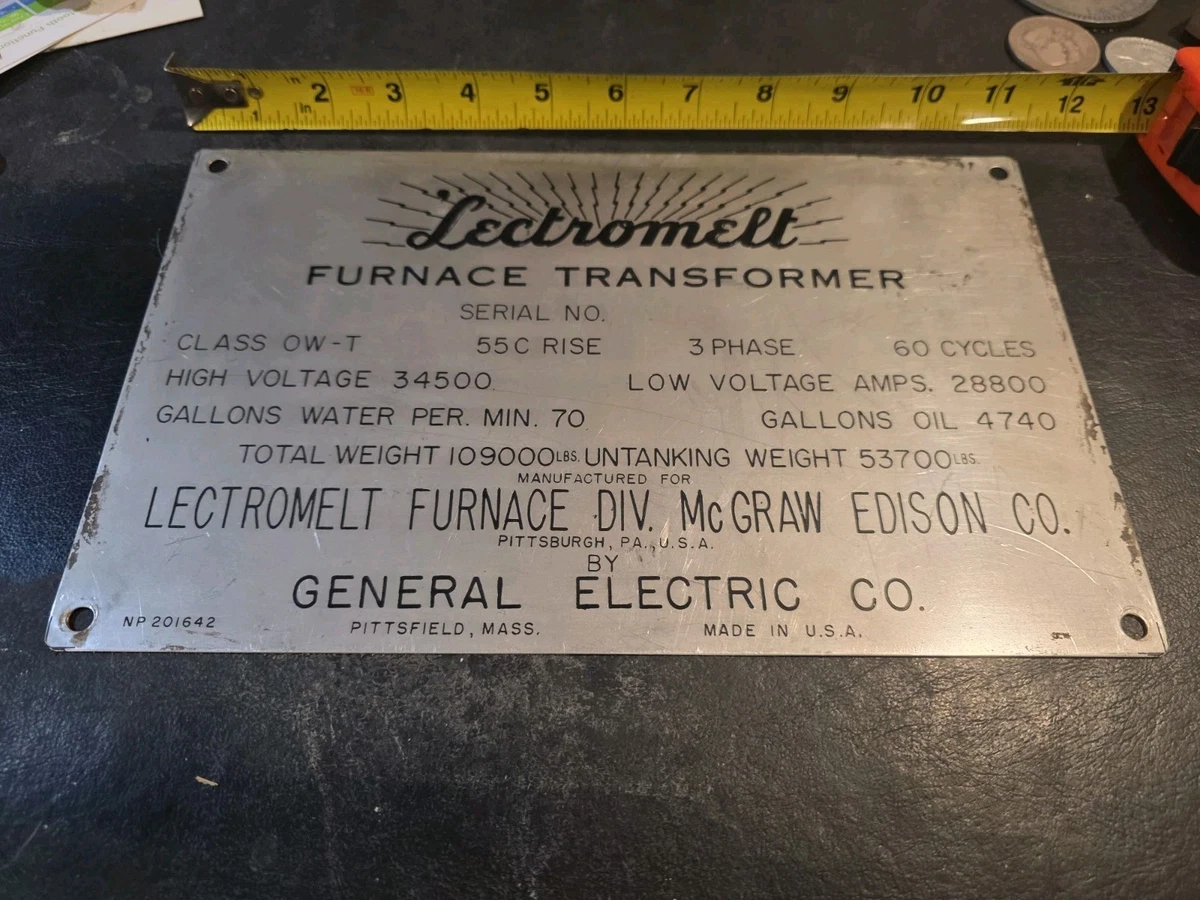 in 1 2 3 4 5 6 7 8 9 10 11 12 13
in
'Lectromelt
FURNACE TRANSFORMER
SERIAL NO.
CLASS OW-T 55C RISE 3 PHASE 60 CYCLES
HIGH VOLTAGE 34500 LOW VOLTAGE AMPS. 28800
GALLONS WATER PER. MIN. 70 GALLONS OIL 4740
TOTAL WEIGHT 109000 LBS. UNTANKING WEIGHT 53700 LBS.
MANUFACTURED FOR
LECTROMELT FURNACE DIV. McGRAW EDISON CO.
PITTSBURGH, PA., U.S.A.
BY
GENERAL ELECTRIC CO.
NP 201642 PITTSFIELD, MASS. MADE IN U.S.A.